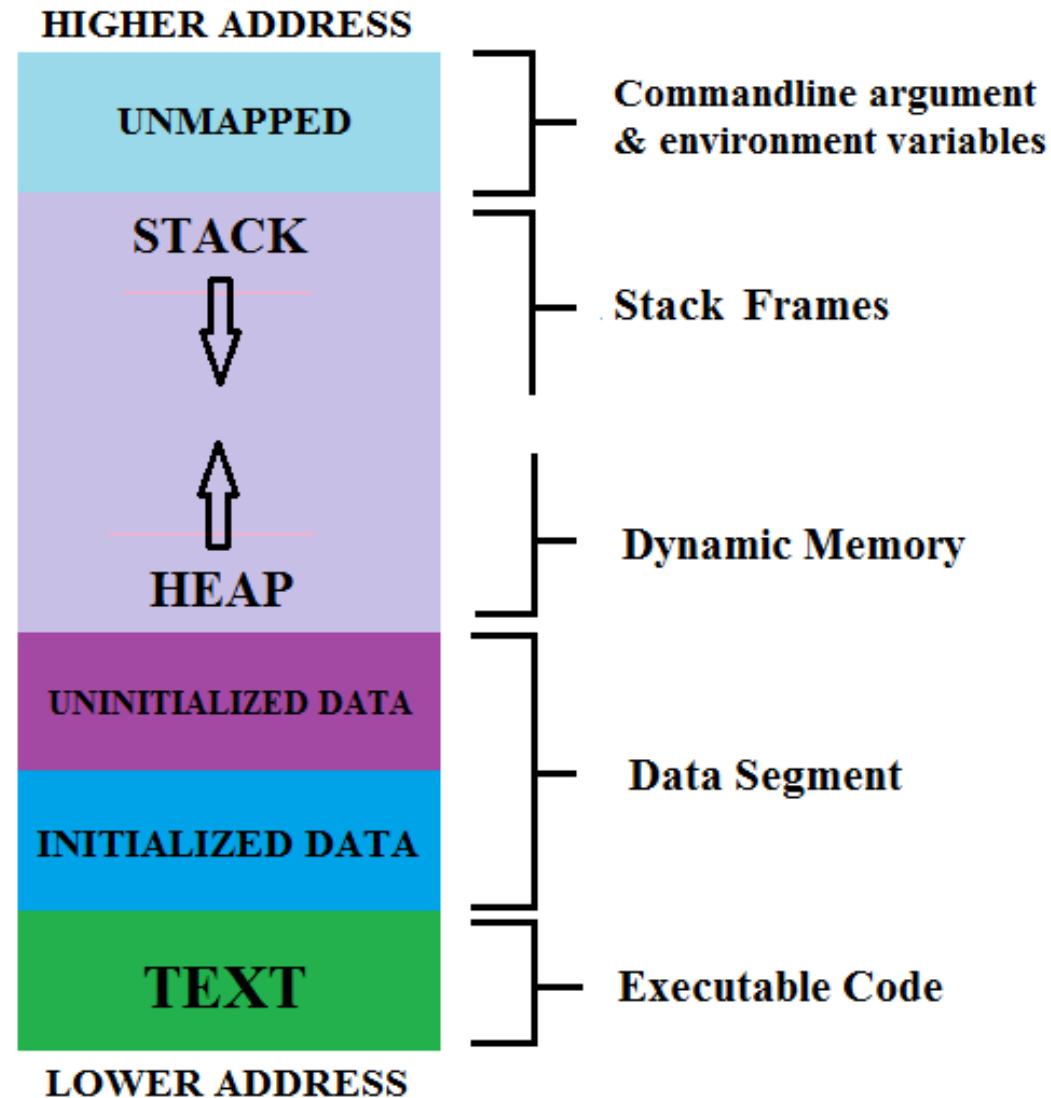 HIGHER ADDRESS
UNMAPPED
Commandline argument
& environment variables
STACK
Stack Frames
Dynamic Memory
HEAP
UNINITIALIZED DATA
Data Segment
INITIALIZED DATA
TEXT
Executable Code
LOWER ADDRESS